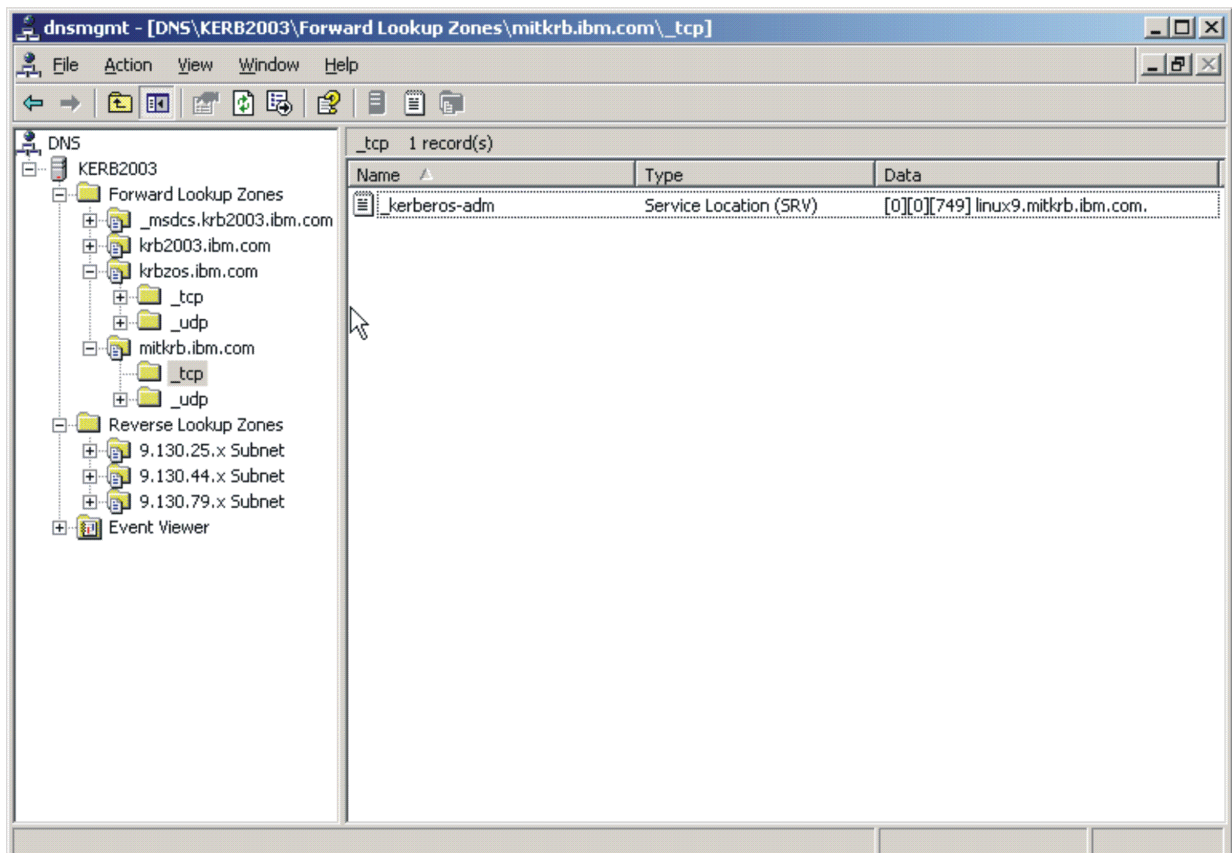 dnsmgmt - [DNS\KERB2003\Forward Lookup Zones\mitkrb.ibm.com\_tcp]
File Action View Window Help
DNS
KERB2003
Forward Lookup Zones
_msdcs.krb2003.ibm.com
krb2003.ibm.com
krbzos.ibm.com
_tcp
_udp
mitkrb.ibm.com
_tcp
_udp
Reverse Lookup Zones
9.130.25.x Subnet
9.130.44.x Subnet
9.130.79.x Subnet
Event Viewer
_tcp 1 record(s)
Name Type Data
_kerberos-adm Service Location (SRV) [0][0][749] linux9.mitkrb.ibm.com.